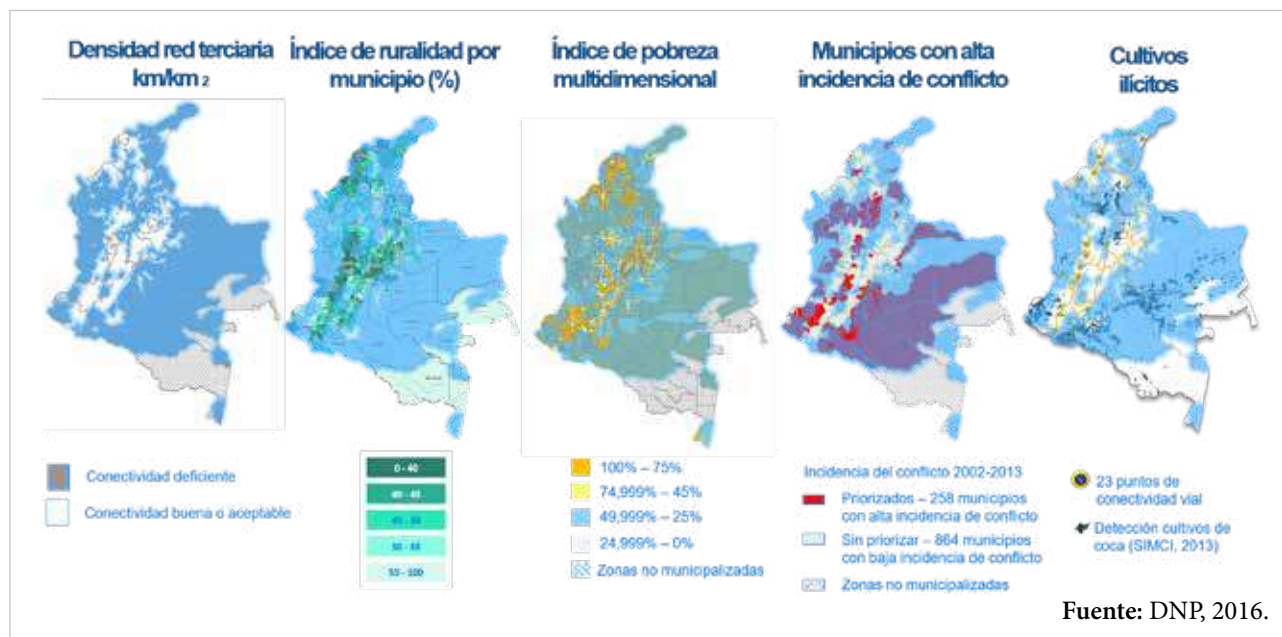 Densidad red terciaria
km/km 2
Índice de ruralidad por
municipio (%)
Índice de pobreza
multidimensional
Municipios con alta
incidencia de conflicto
Cultivos
ilícitos
Conectividad deficiente
Conectividad buena o aceptable
0 - 40
55 - 100
100% – 75%
74,999% – 45%
49,999% – 25%
24,999% – 0%
Zonas no municipalizadas
Incidencia del conflicto 2002-2013
Priorizados – 258 municipios
con alta incidencia de conflicto
Sin priorizar – 864 municipios
con baja incidencia de conflicto
Zonas no municipalizadas
23 puntos de
conectividad vial
Detección cultivos de
coca (SIMCI, 2013)
Fuente: DNP, 2016.